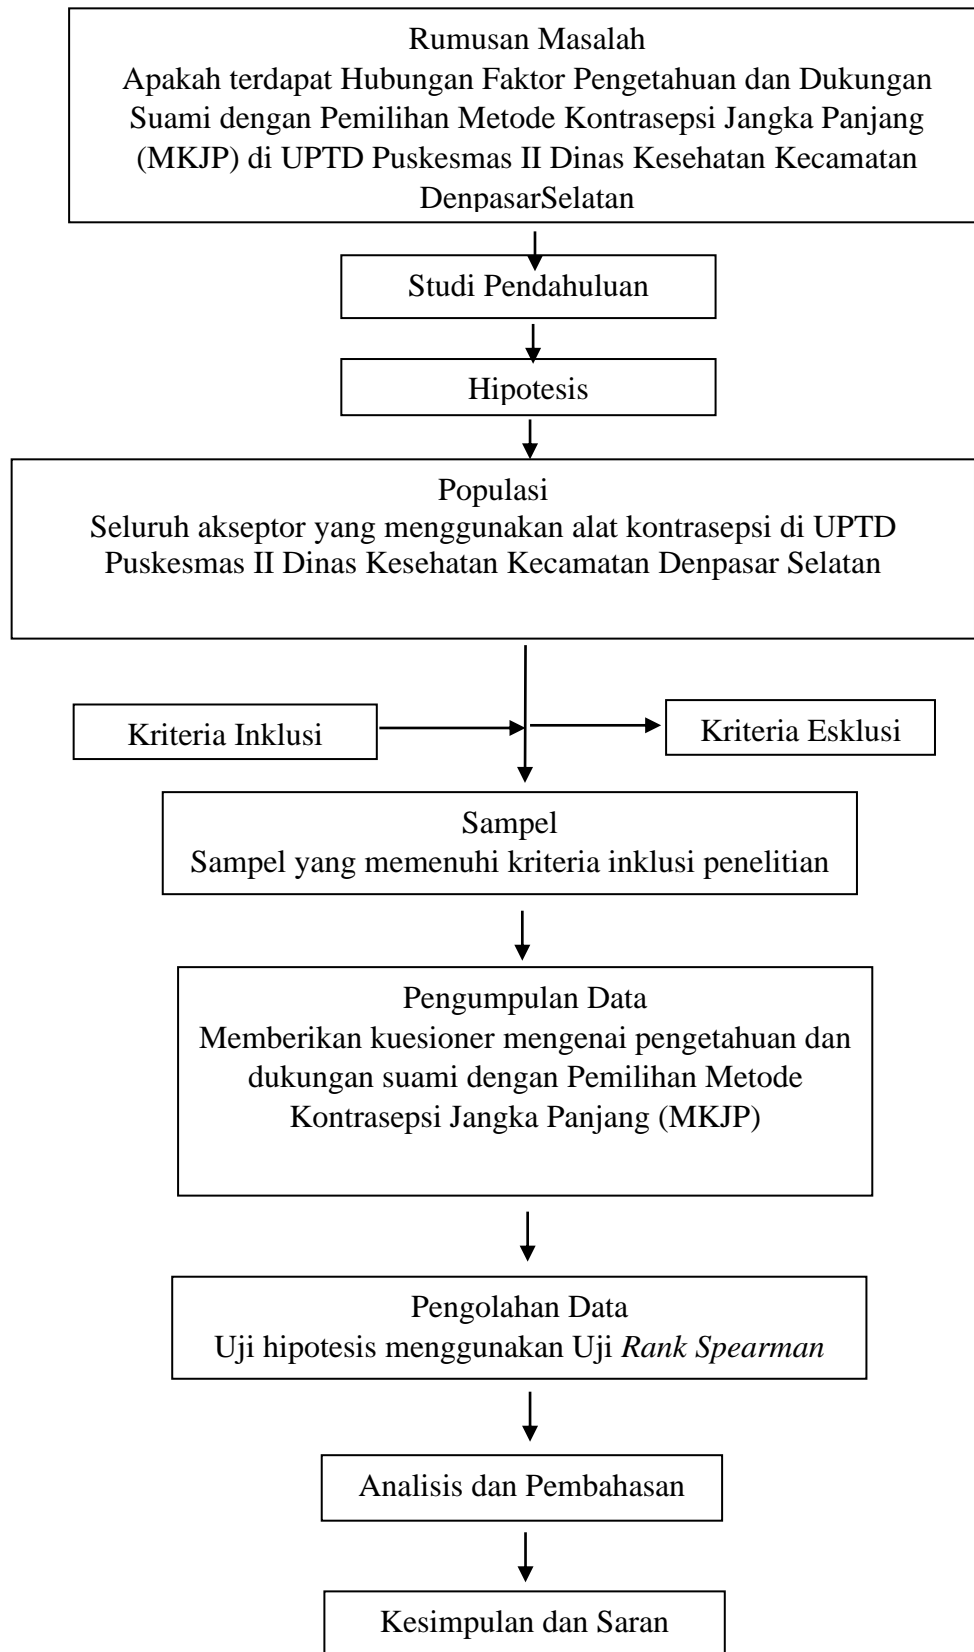 Rumusan Masalah
Apakah terdapat Hubungan Faktor Pengetahuan dan Dukungan
Suami dengan Pemilihan Metode Kontrasepsi Jangka Panjang
(MKJP) di UPTD Puskesmas II Dinas Kesehatan Kecamatan
DenpasarSelatan
Studi Pendahuluan
Hipotesis
Populasi
Seluruh akseptor yang menggunakan alat kontrasepsi di UPTD
Puskesmas II Dinas Kesehatan Kecamatan Denpasar Selatan
Kriteria Inklusi
Kriteria Esklusi
Sampel
Sampel yang memenuhi kriteria inklusi penelitian
Pengumpulan Data
Memberikan kuesioner mengenai pengetahuan dan
dukungan suami dengan Pemilihan Metode
Kontrasepsi Jangka Panjang (MKJP)
Pengolahan Data
Uji hipotesis menggunakan Uji Rank Spearman
Analisis dan Pembahasan
Kesimpulan dan Saran